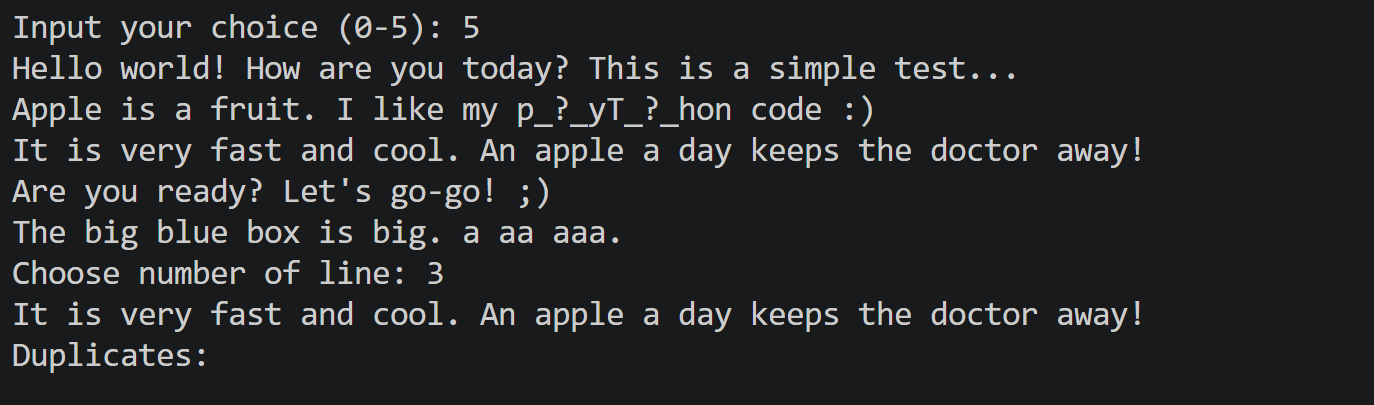 Input your choice (0-5): 5
Hello world! How are you today? This is a simple test...
Apple is a fruit. I like my p_?_yT_?_hon code :)
It is very fast and cool. An apple a day keeps the doctor away!
Are you ready? Let's go-go! ;)
The big blue box is big. a aa aaa.
Choose number of line: 3
It is very fast and cool. An apple a day keeps the doctor away!
Duplicates: